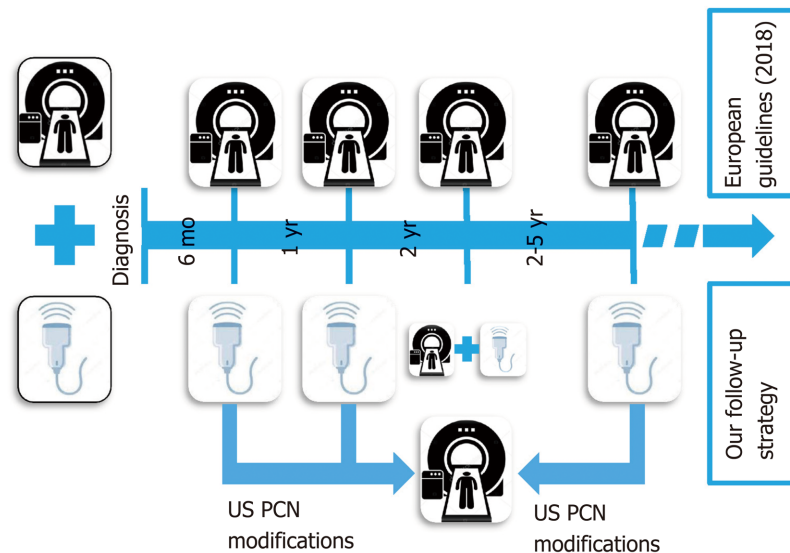 European
guidelines (2018)
Diagnosis
6 mo
1 yr
2 yr
2-5 yr
Our follow-up
strategy
US PCN
modifications
US PCN
modifications